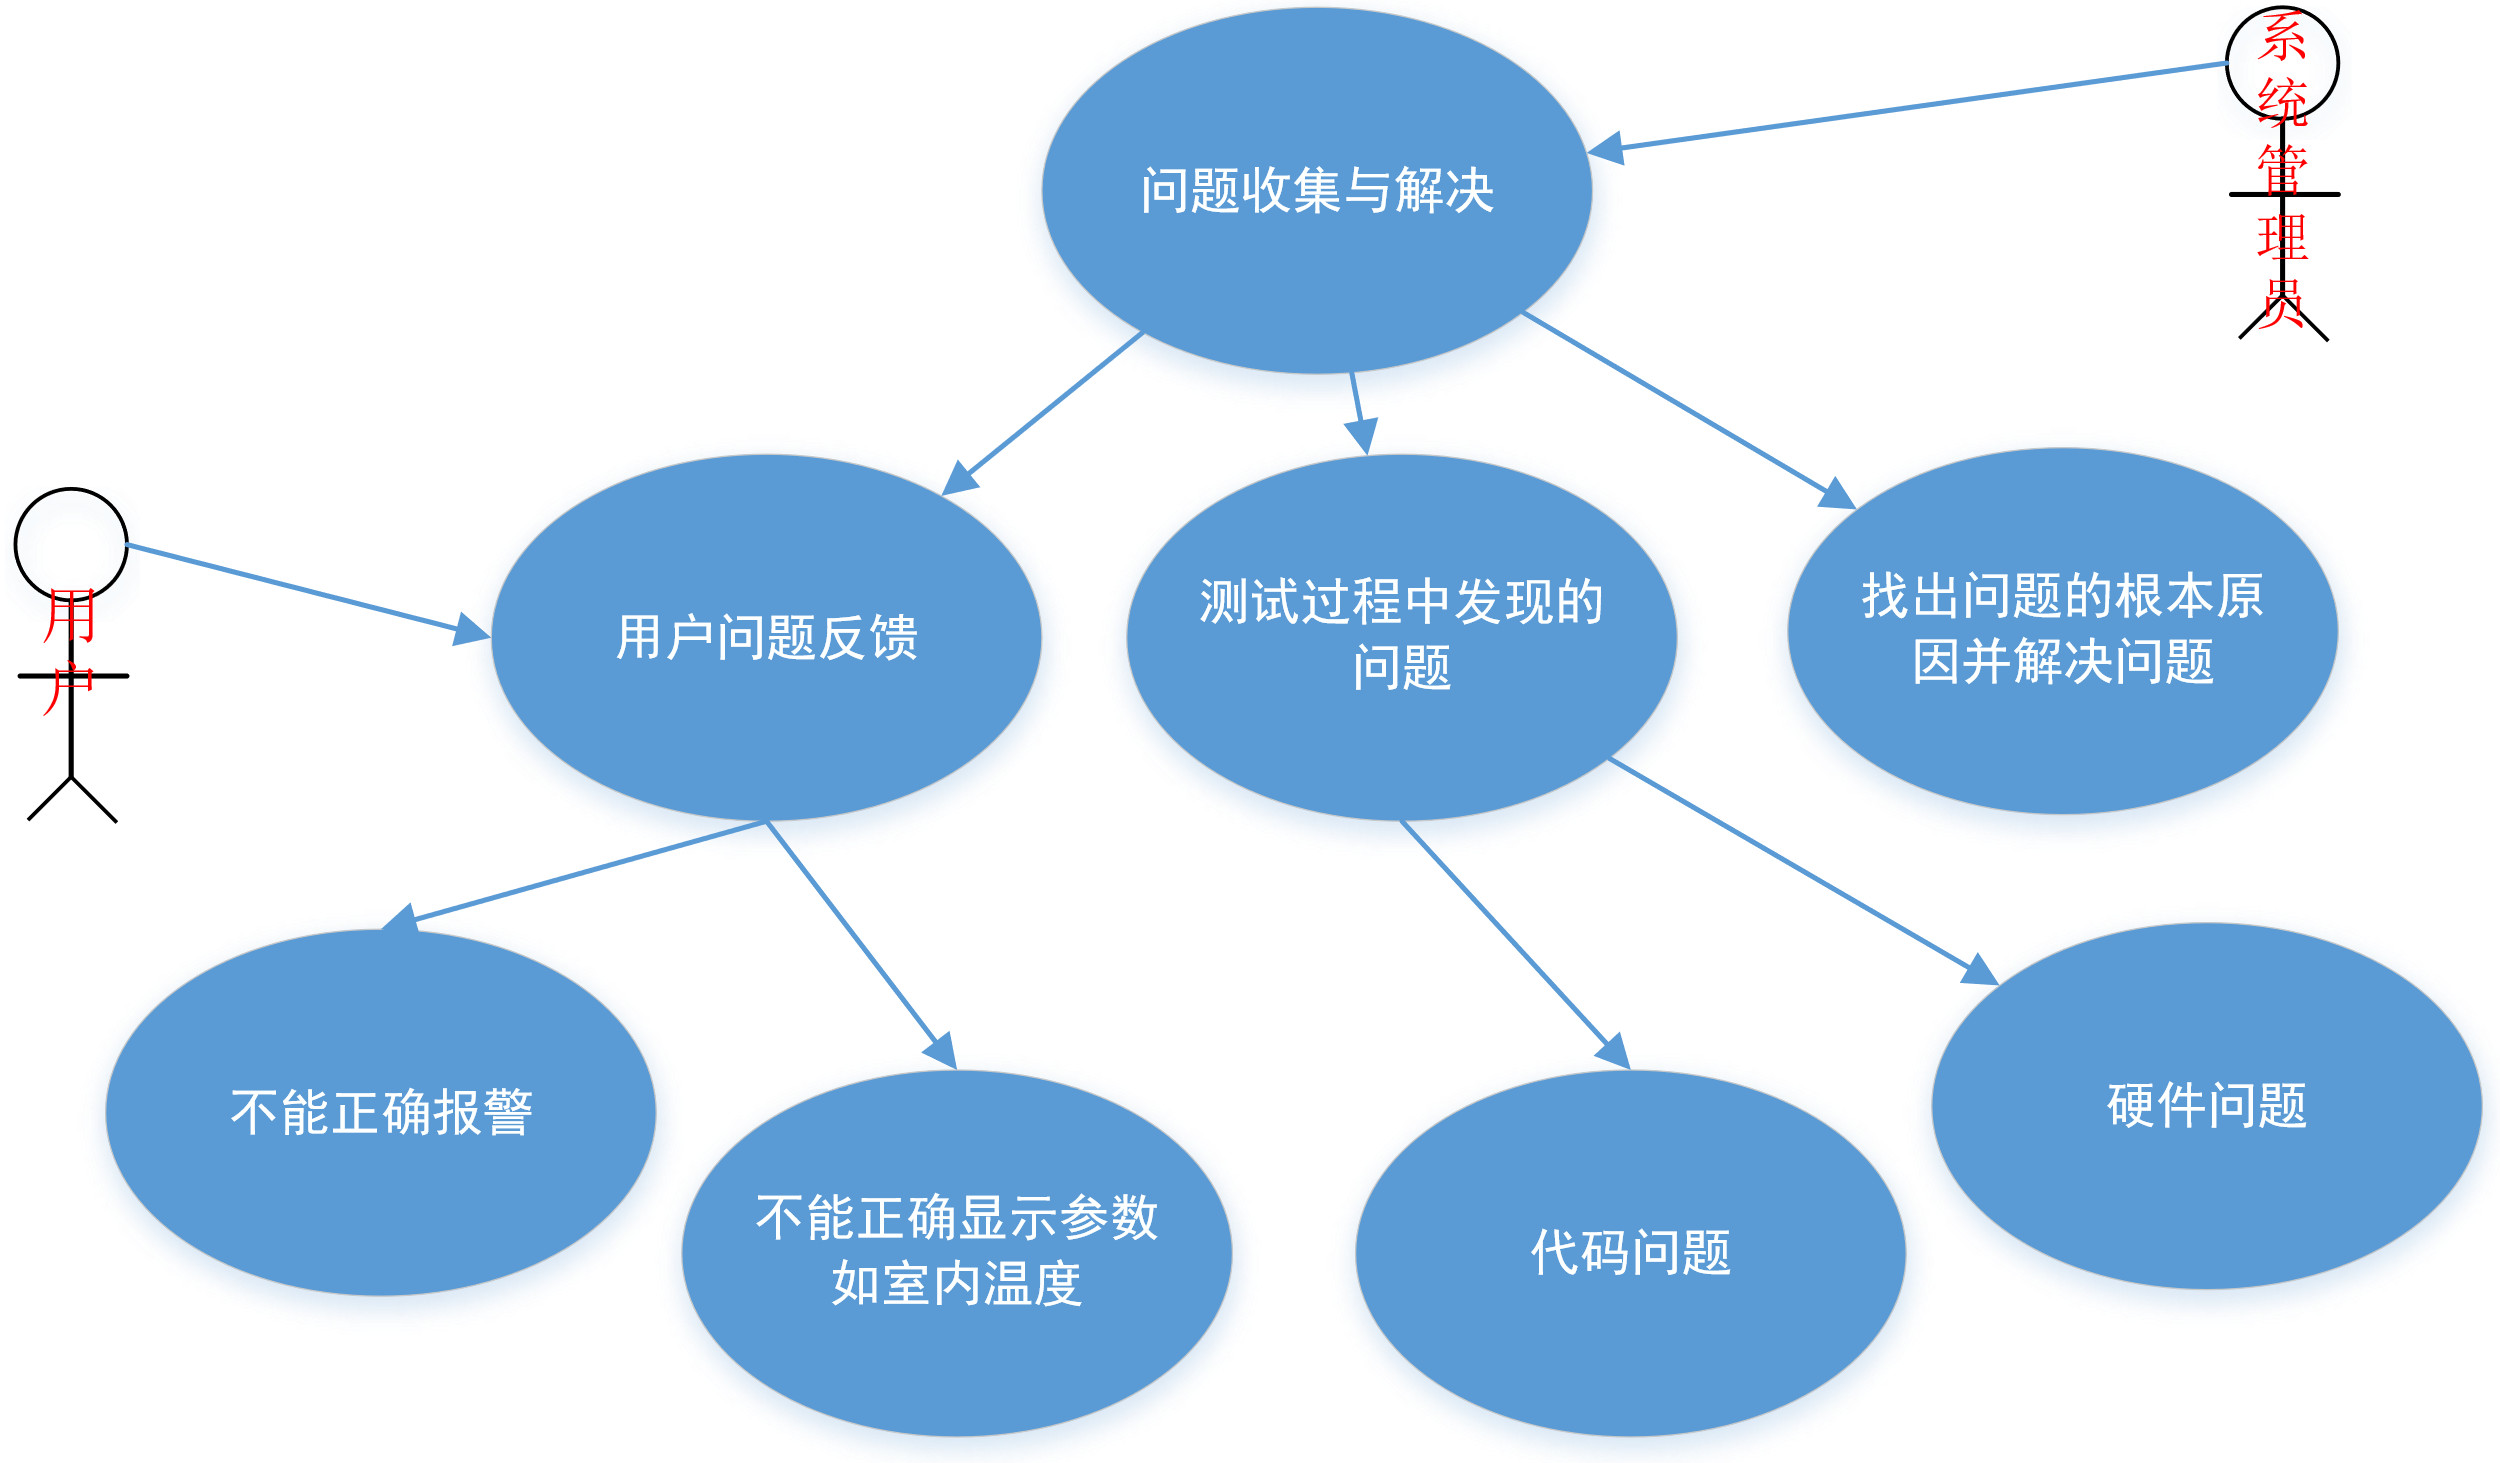 问题收集与解决
系统管理员
用户
用户问题反馈
测试过程中发现的
问题
找出问题的根本原
因并解决问题
不能正确报警
不能正确显示参数
如室内温度
代码问题
硬件问题